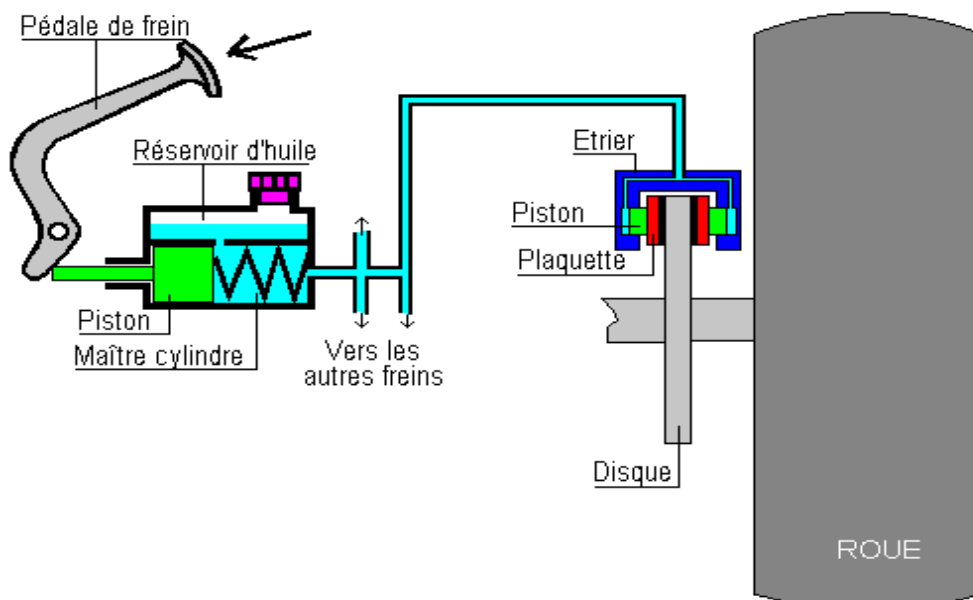 Pédale de frein
Réservoir d'huile
Etrier
Piston
Plaquette
Piston
Maître cylindre
Vers les
autres freins
Disque
ROUE